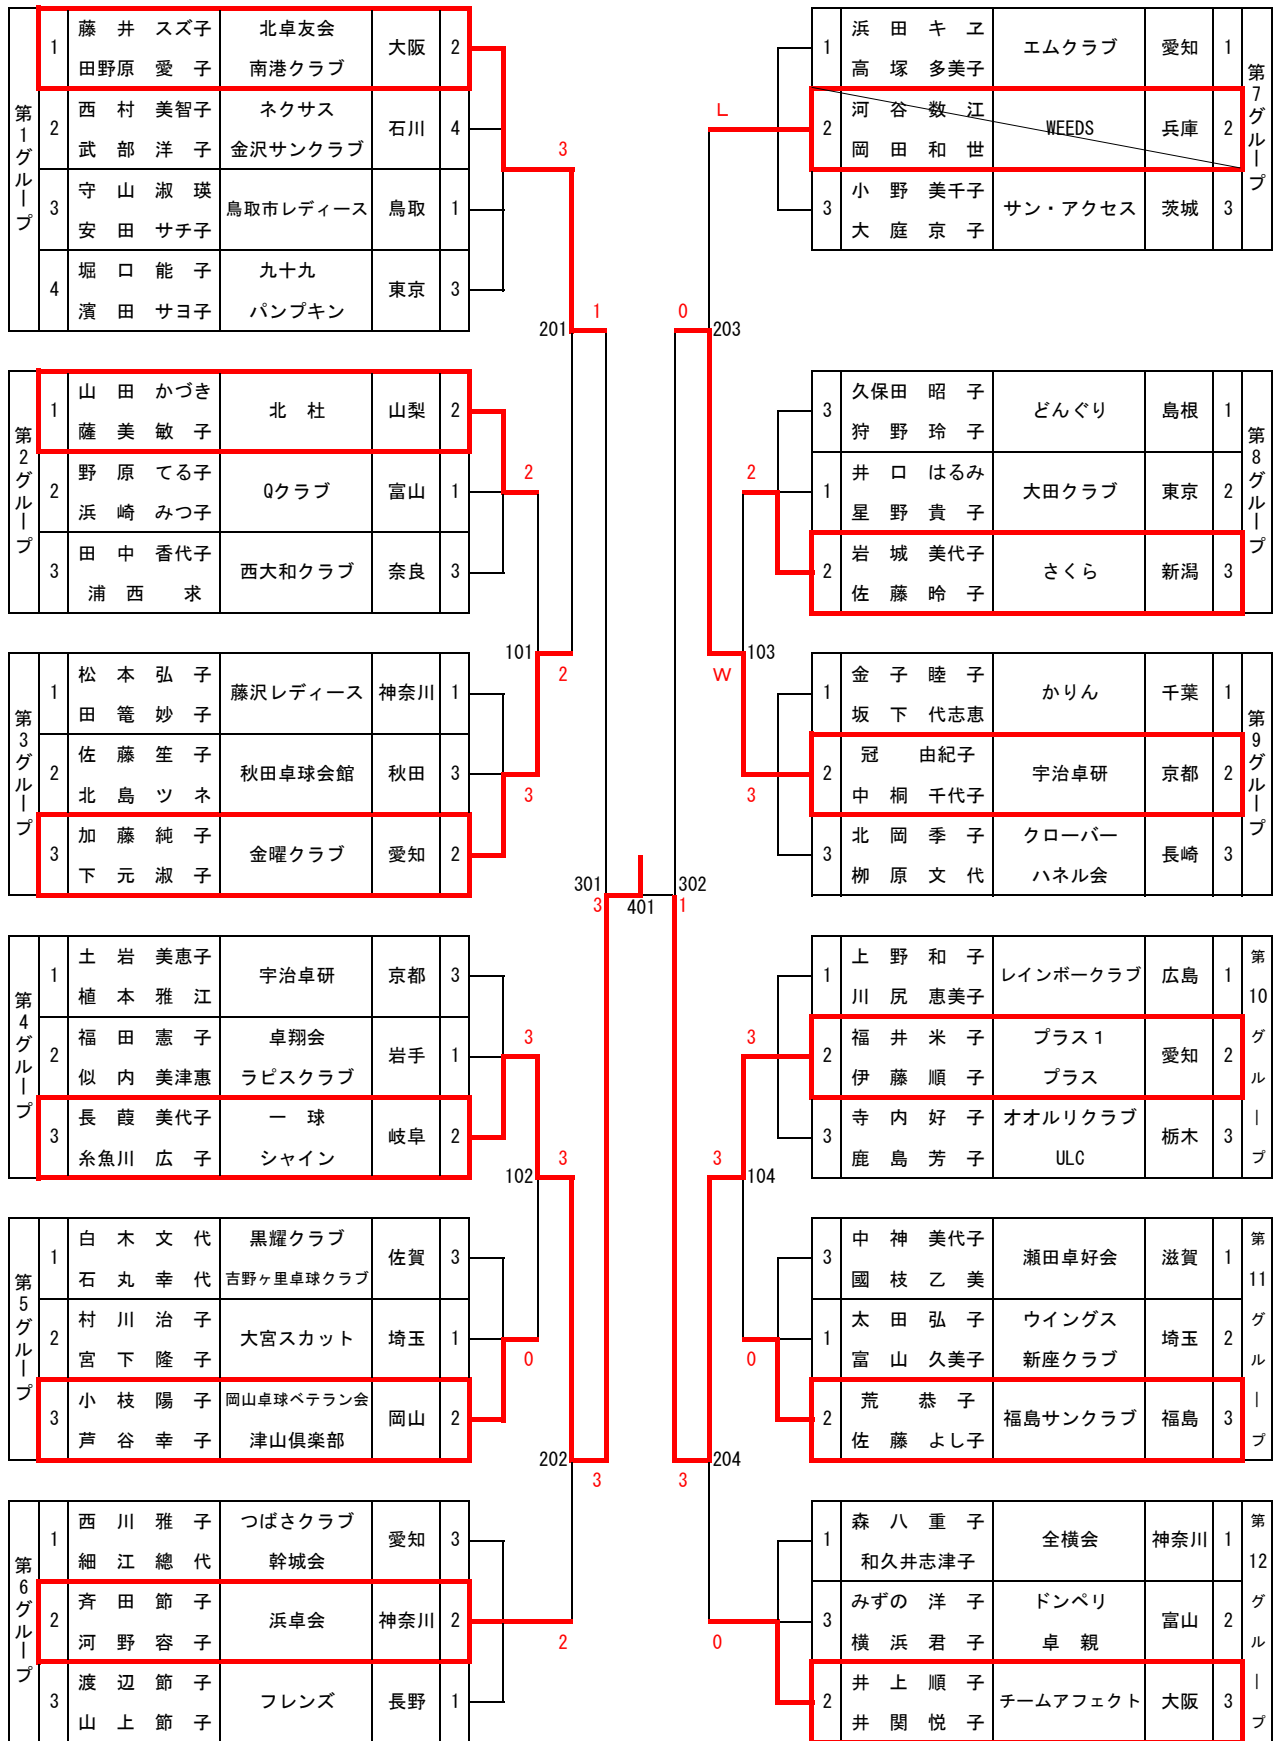 第1グループ
1 藤井 スズ子 北卓友会 大阪 2
田野原 愛子 南港クラブ
2 西村 美智子 ネクサス 石川 4
武部 洋子 金沢サンクラブ
3 守山 淑瑛 鳥取市レディース 鳥取 1
安田 サチ子
4 堀口 能子 九十九 東京 3
濱田 サヨ子 パンプキン
第2グループ
1 山田 かづき 北 杜 山梨 2
薩美 敏子
2 野原 てる子 Qクラブ 富山 1
浜崎 みつ子
3 田中 香代子 西大和クラブ 奈良 3
浦西 求
第3グループ
1 松本 弘子 藤沢レディース 神奈川 1
田篭 妙子
2 佐藤 笙子 秋田卓球会館 秋田 3
北島 ツネ
3 加藤 純子 金曜クラブ 愛知 2
下元 淑子
第4グループ
1 土岩 美恵子 宇治卓研 京都 3
植本 雅江
2 福田 憲子 卓翔会 岩手 1
似内 美津惠 ラピスクラブ
3 長葭 美代子 一 球 岐阜 2
糸魚川 広子 シャイン
第5グループ
1 白木 文代 黒耀クラブ 佐賀 3
石丸 幸代 吉野ヶ里卓球クラブ
2 村川 治子 大宮スカット 埼玉 1
宮下 隆子
3 小枝 陽子 岡山卓球ベテラン会 岡山 2
芦谷 幸子 津山倶楽部
第6グループ
1 西川 雅子 つばさクラブ 愛知 3
細江 總代 幹城会
2 斉田 節子 浜卓会 神奈川 2
河野 容子
3 渡辺 節子 フレンズ 長野 1
山上 節子
3
201
1
2
101
2
3
301
3
3
102
3
0
202
3
2
401
L
0
203
2
103
W
3
302
1
3
3
104
0
3
204
0
第7グループ
1 浜田 キヱ エムクラブ 愛知 1
高塚 多美子
2 河谷 数江 WEEDS 兵庫 2
岡田 和世
3 小野 美千子 サン・アクセス 茨城 3
大庭 京子
第8グループ
3 久保田 昭子 どんぐり 島根 1
狩野 玲子
1 井口 はるみ 大田クラブ 東京 2
星野 貴子
2 岩城 美代子 さくら 新潟 3
佐藤 昤子
第9グループ
1 金子 睦子 かりん 千葉 1
坂下 代志恵
2 冠 由紀子 宇治卓研 京都 2
中桐 千代子
3 北岡 季子 クローバー 長崎 3
栁原 文代 ハネル会
第10グループ
1 上野 和子 レインボークラブ 広島 1
川尻 恵美子
2 福井 米子 プラス1 愛知 2
伊藤 順子 プラス
3 寺内 好子 オオルリクラブ 栃木 3
鹿島 芳子 ULC
第11グループ
3 中神 美代子 瀬田卓好会 滋賀 1
國枝 乙美
1 太田 弘子 ウイングス 埼玉 2
富山 久美子 新座クラブ
2 荒 恭子 福島サンクラブ 福島 3
佐藤 よし子
第12グループ
1 森 八重子 全横会 神奈川 1
和久井志津子
3 みずの 洋子 ドンペリ 富山 2
横浜 君子 卓 親
2 井上 順子 チームアフェクト 大阪 3
井関 悦子